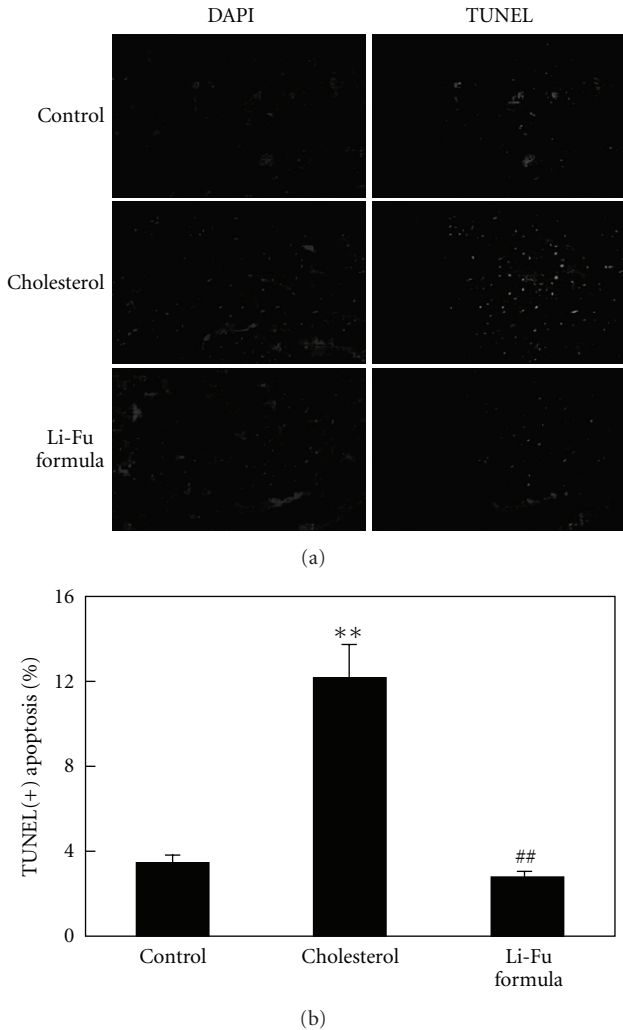 DAPI TUNEL
Control
Cholesterol
Li-Fu
formula
(a)
TUNEL(+) apoptosis (%)
16
12
8
4
0
**
##
Control Cholesterol Li-Fu
formula
(b)